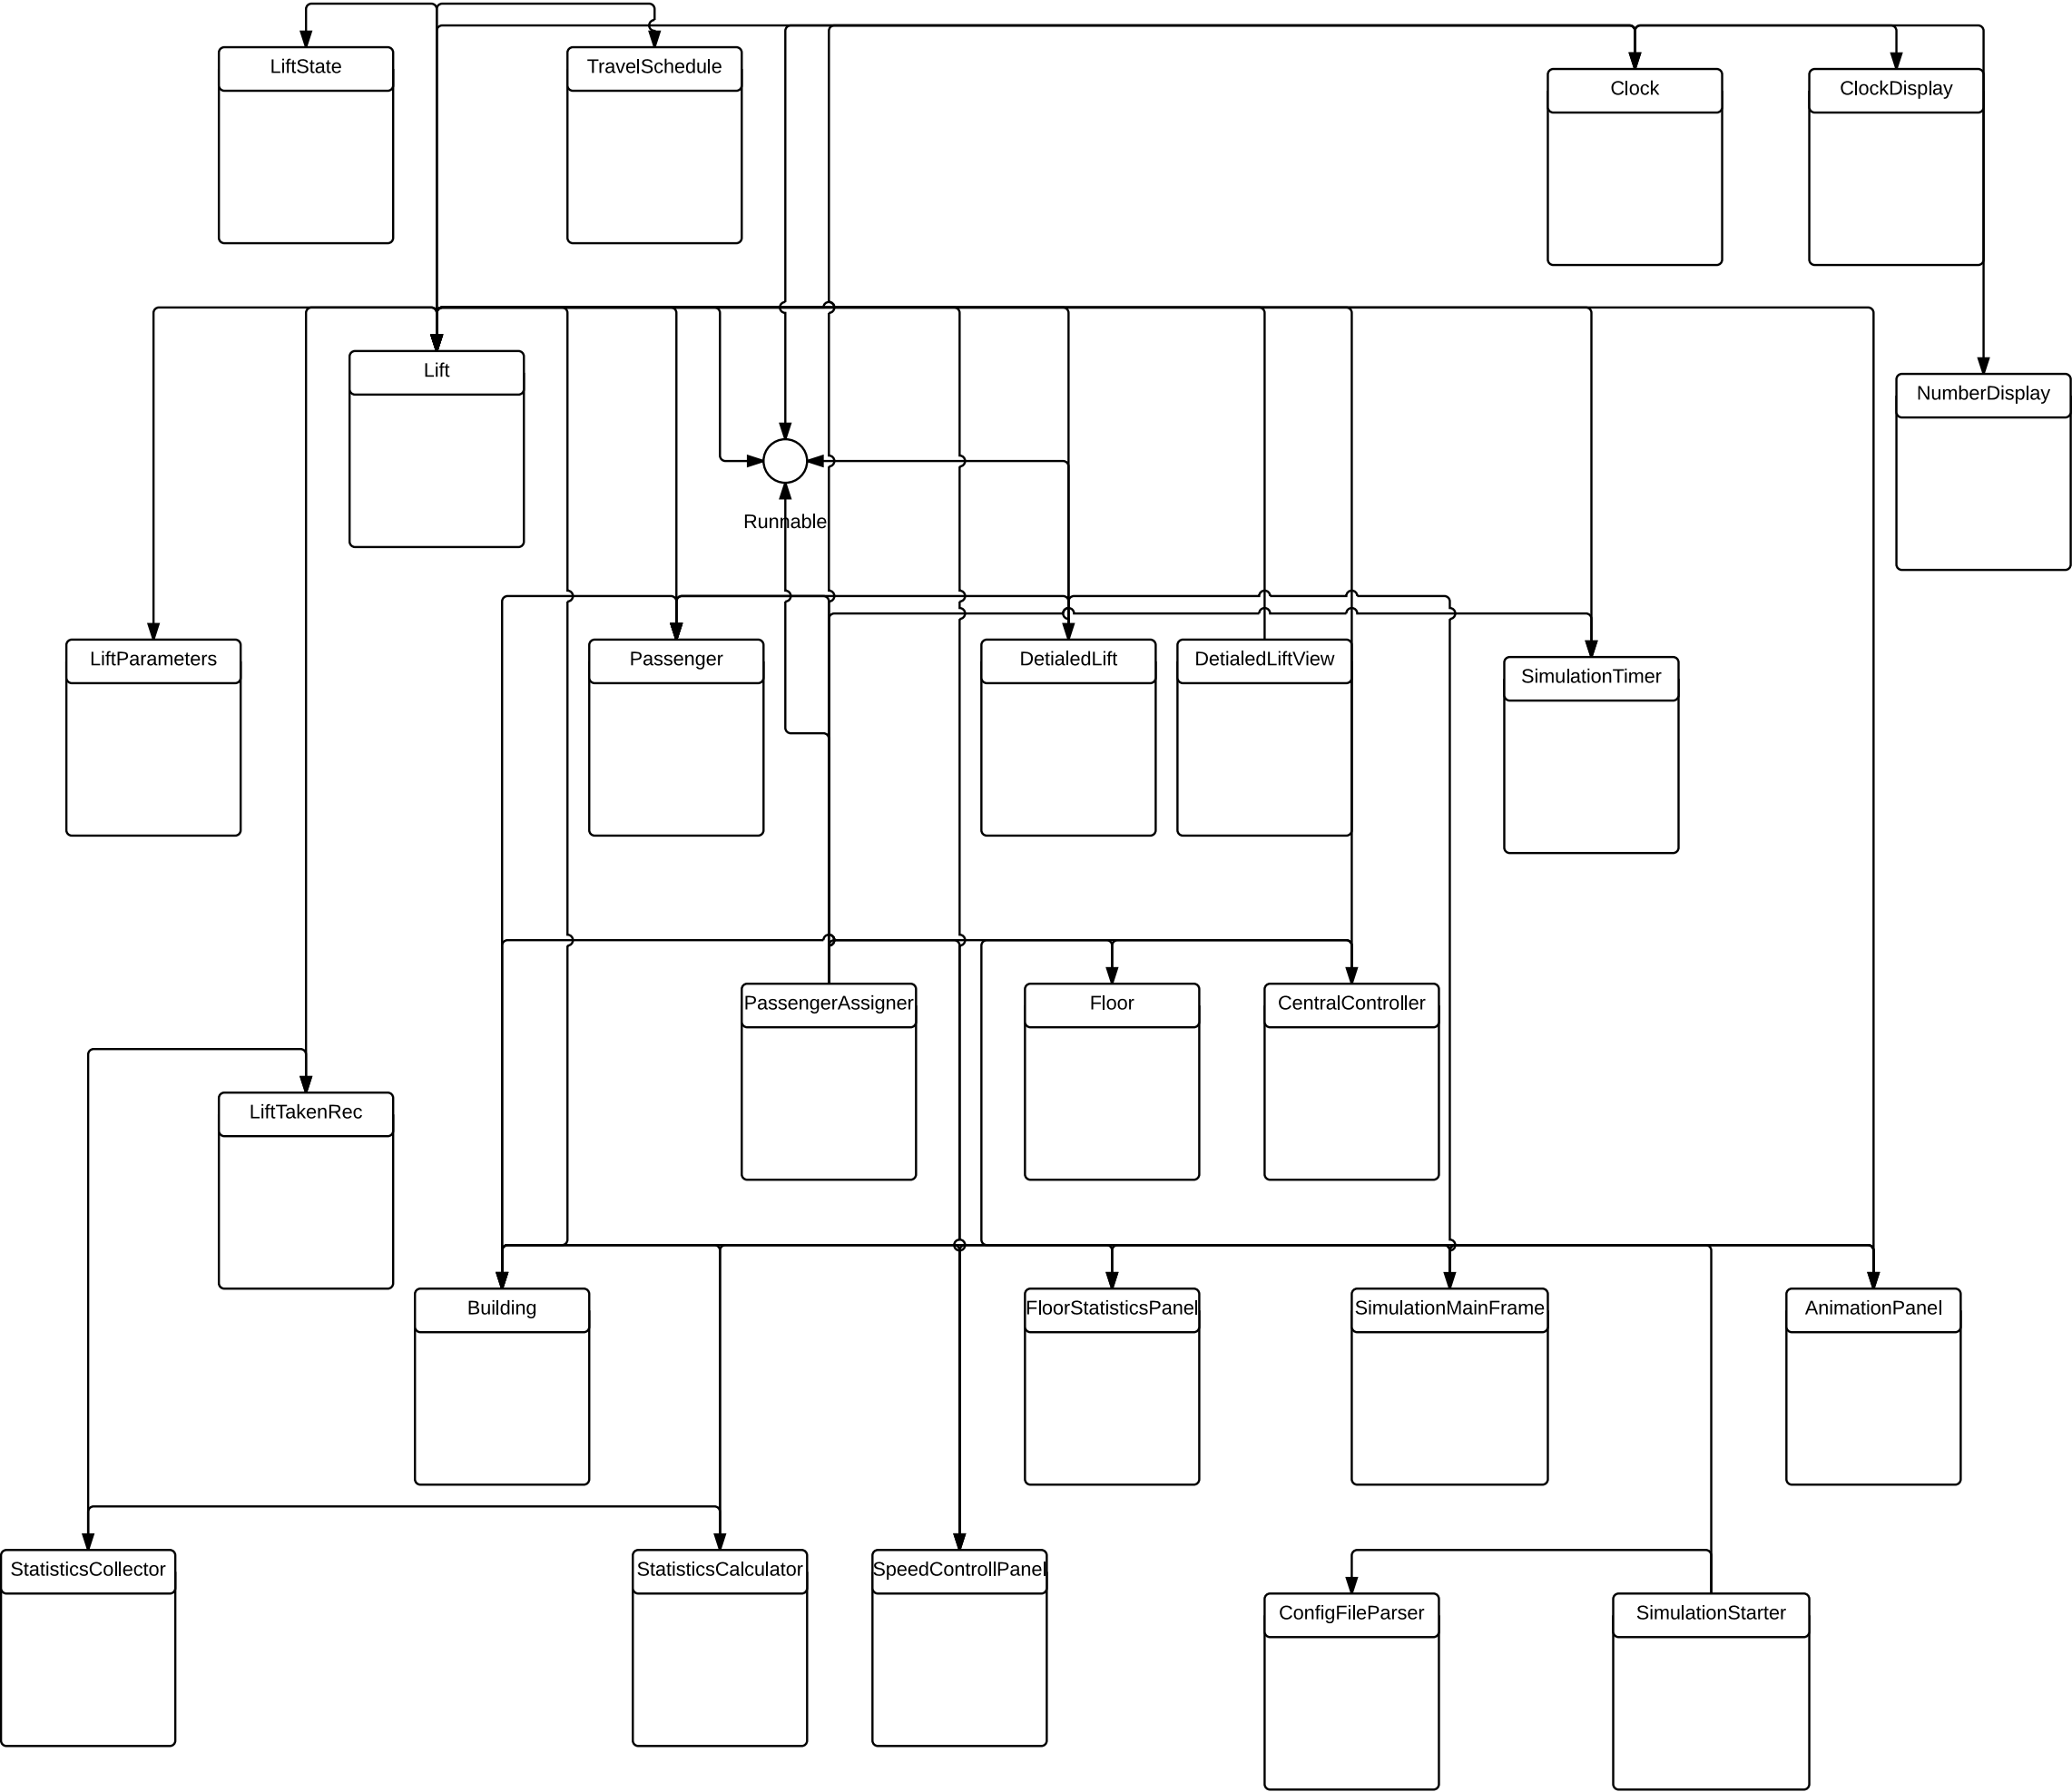 LiftState
TravelSchedule
Clock
ClockDisplay
Lift
NumberDisplay
Runnable
LiftParameters
Passenger
DetialedLift
DetialedLiftView
SimulationTimer
PassengerAssigner
Floor
CentralController
LiftTakenRec
Building
FloorStatisticsPanel
SimulationMainFrame
AnimationPanel
StatisticsCollector
StatisticsCalculator
SpeedControllPanel
ConfigFileParser
SimulationStarter